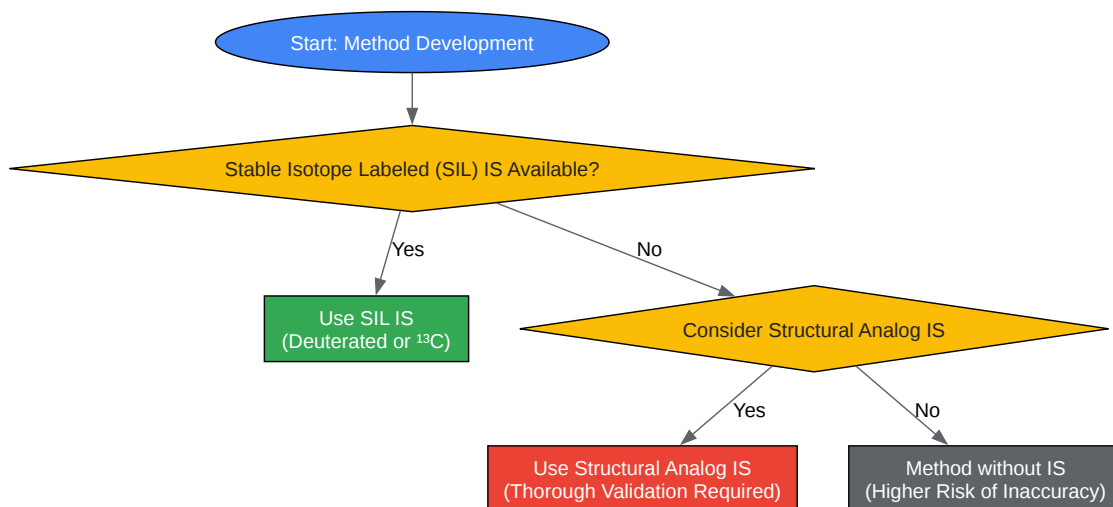 Start: Method Development
Stable Isotope Labeled (SIL) IS Available?
Yes
No
Use SIL IS
(Deuterated or ¹³C)
Consider Structural Analog IS
Yes
No
Use Structural Analog IS
(Thorough Validation Required)
Method without IS
(Higher Risk of Inaccuracy)